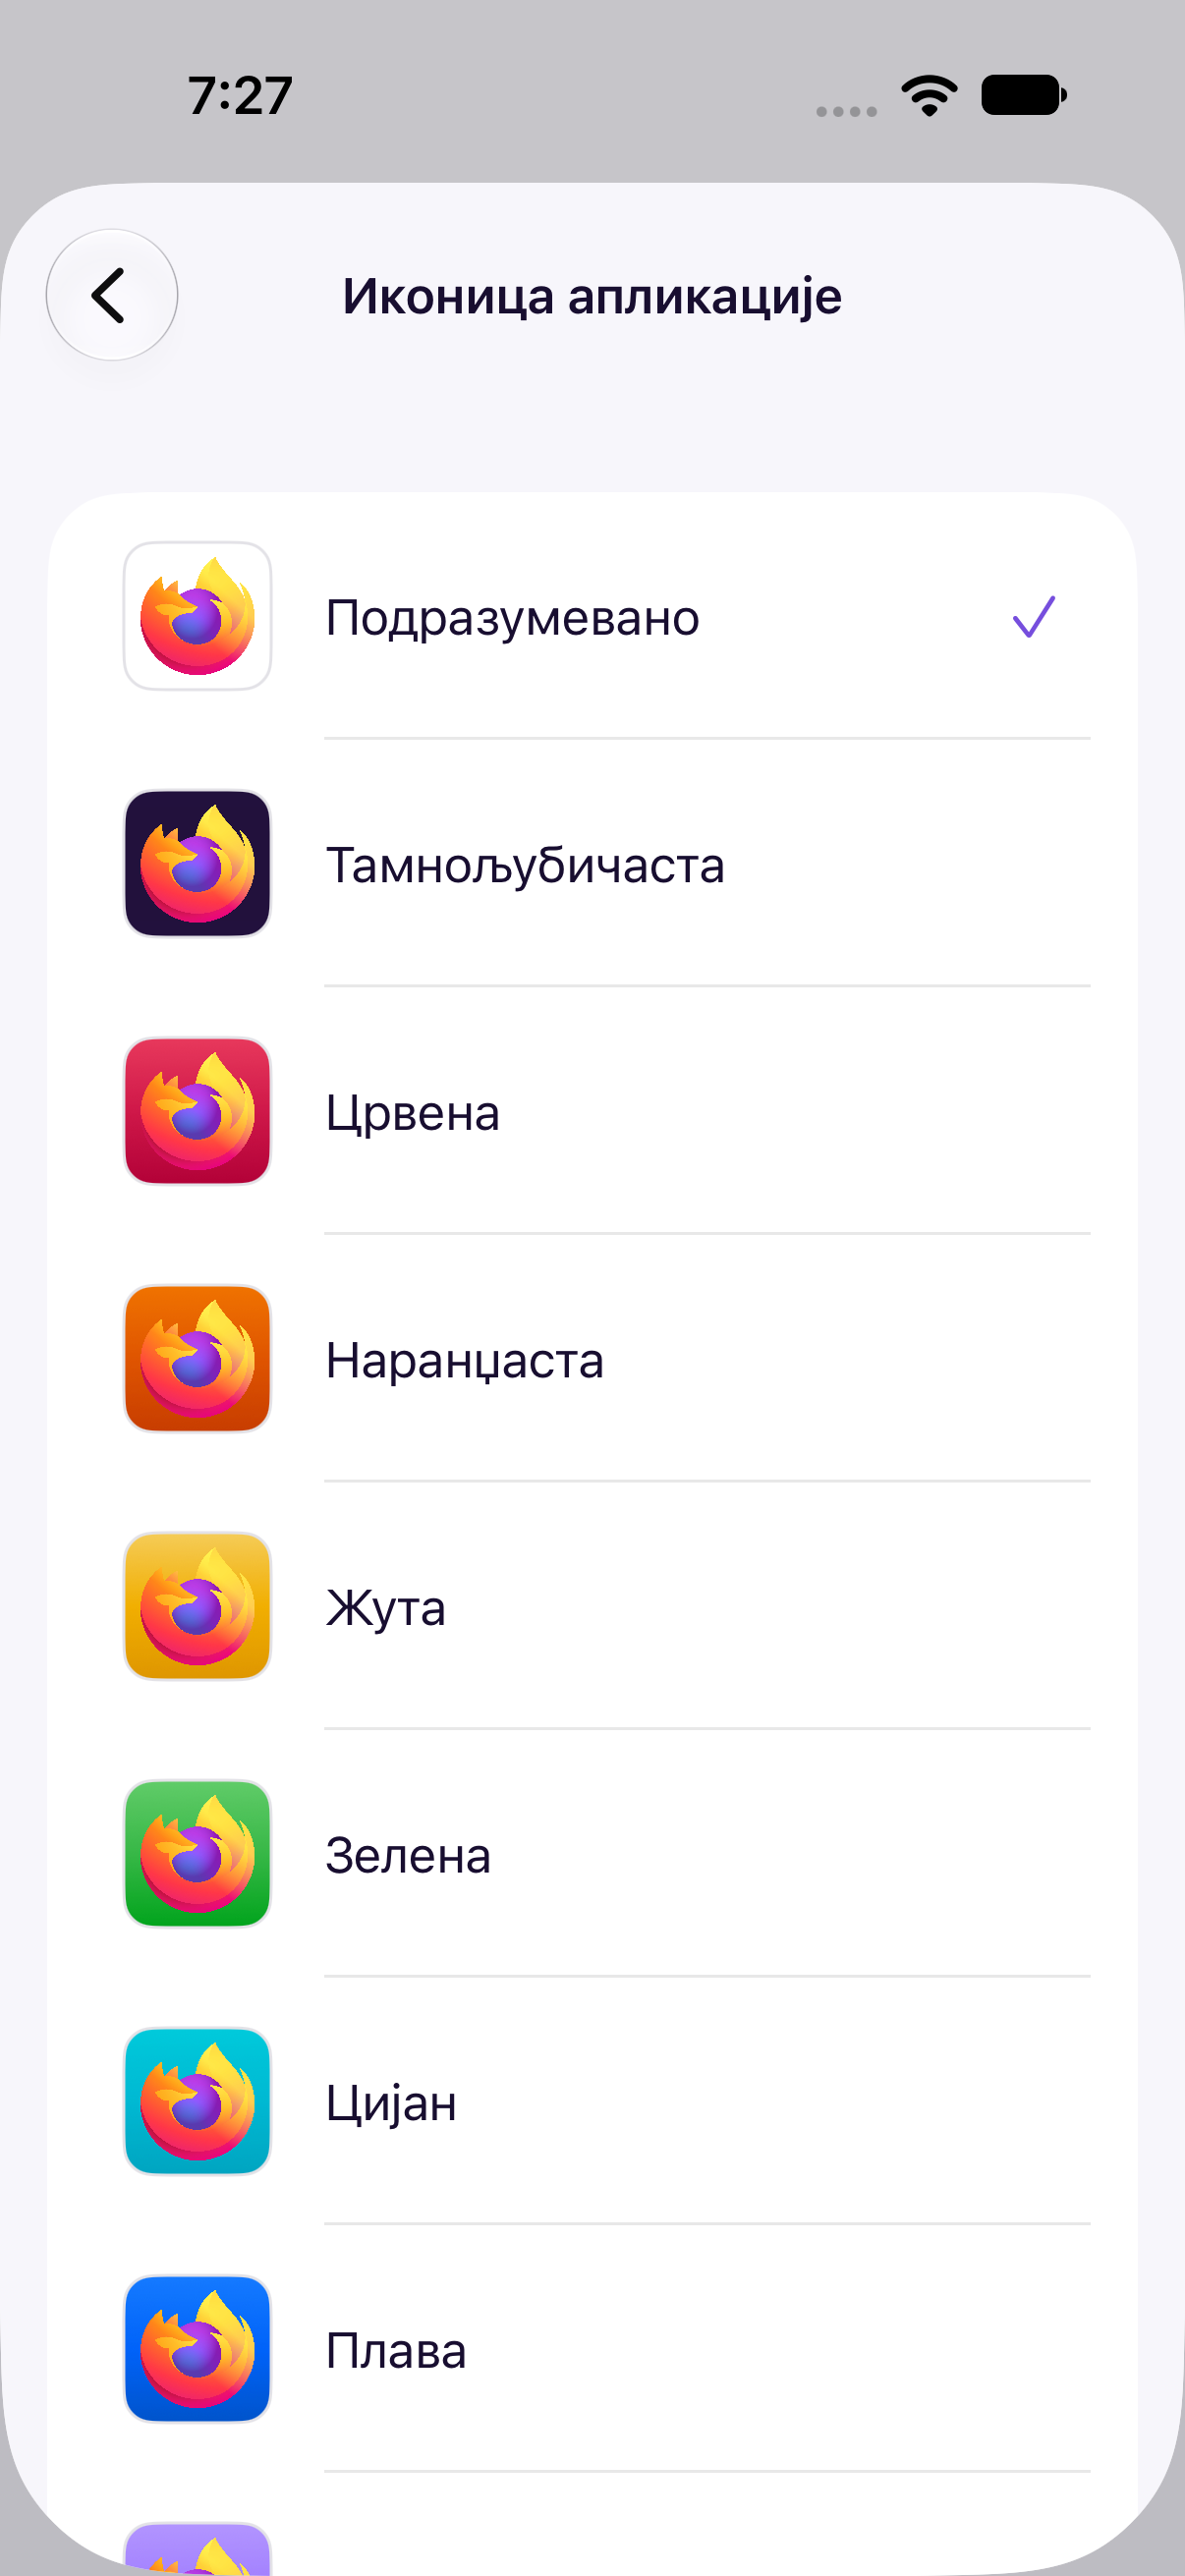 7:27
Иконица апликације
Подразумевано
Тамнољубичаста
Црвена
Наранџаста
Жута
Зелена
Цијан
Плава